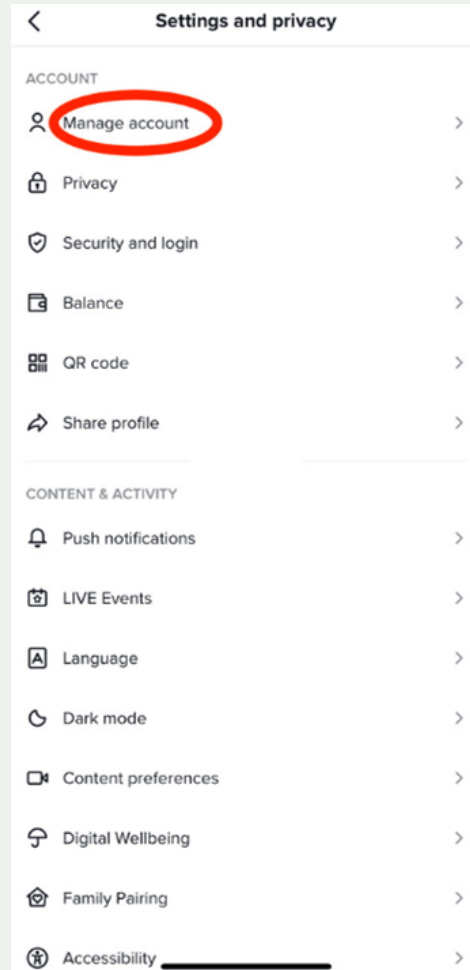 Settings and privacy
ACCOUNT
Manage account
Privacy
Security and login
Balance
QR code
Share profile
CONTENT & ACTIVITY
Push notifications
LIVE Events
Language
Dark mode
Content preferences
Digital Wellbeing
Family Pairing
Accessibility